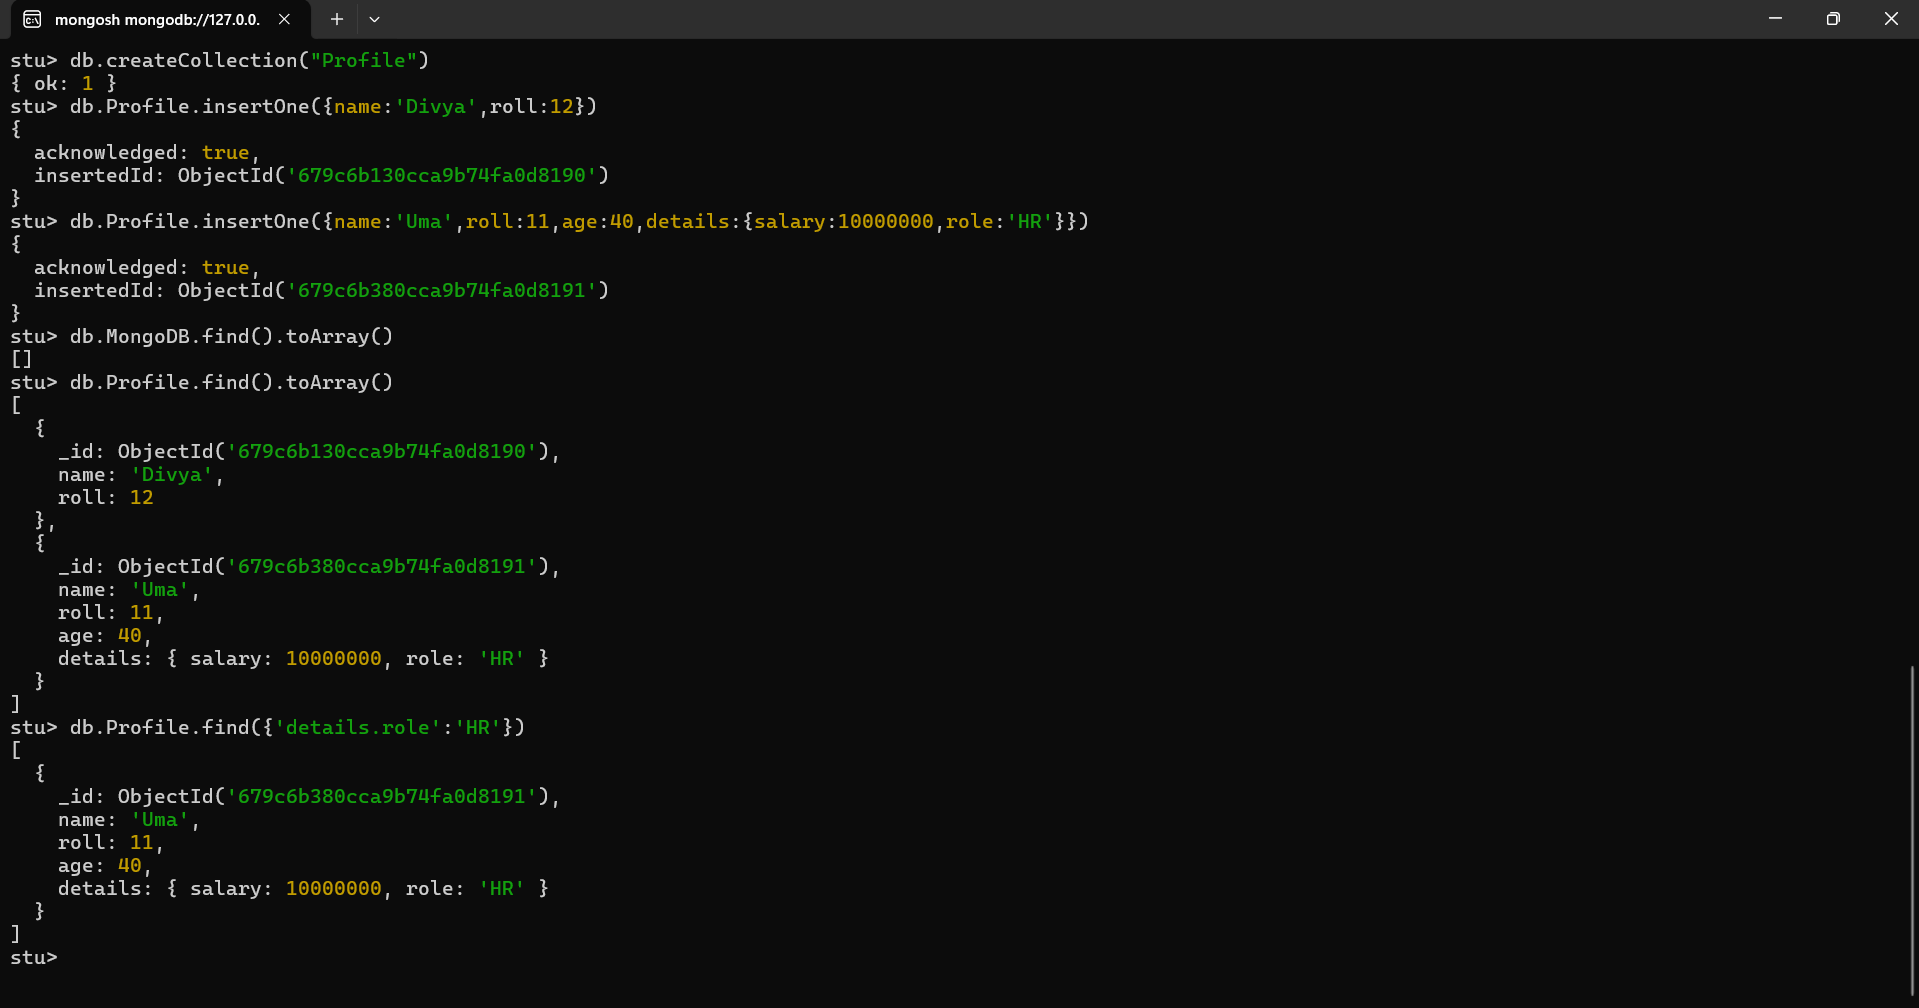 mongosh mongodb://127.0.0.
stu> db.createCollection("Profile")
{ ok: 1 }
stu> db.Profile.insertOne({name:'Divya',roll:12})
{
  acknowledged: true,
  insertedId: ObjectId('679c6b130cca9b74fa0d8190')
}
stu> db.Profile.insertOne({name:'Uma',roll:11,age:40,details:{salary:10000000,role:'HR'}})
{
  acknowledged: true,
  insertedId: ObjectId('679c6b380cca9b74fa0d8191')
}
stu> db.MongoDB.find().toArray()
[]
stu> db.Profile.find().toArray()
[
  {
    _id: ObjectId('679c6b130cca9b74fa0d8190'),
    name: 'Divya',
    roll: 12
  },
  {
    _id: ObjectId('679c6b380cca9b74fa0d8191'),
    name: 'Uma',
    roll: 11,
    age: 40,
    details: { salary: 10000000, role: 'HR' }
  }
]
stu> db.Profile.find({'details.role':'HR'})
[
  {
    _id: ObjectId('679c6b380cca9b74fa0d8191'),
    name: 'Uma',
    roll: 11,
    age: 40,
    details: { salary: 10000000, role: 'HR' }
  }
]
stu>